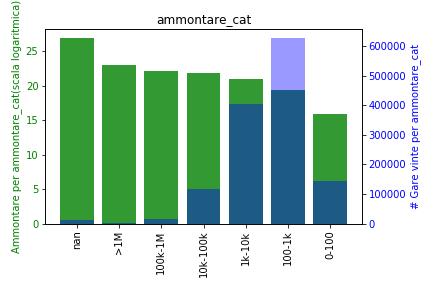 ammontare_cat
Ammontare per ammontare_cat(scala logaritmica)
25
20
15
10
5
0
600000
500000
400000
300000
200000
100000
0
# Gare vinte per ammontare_cat
nan
>1M
100k-1M
10k-100k
1k-10k
100-1k
0-100